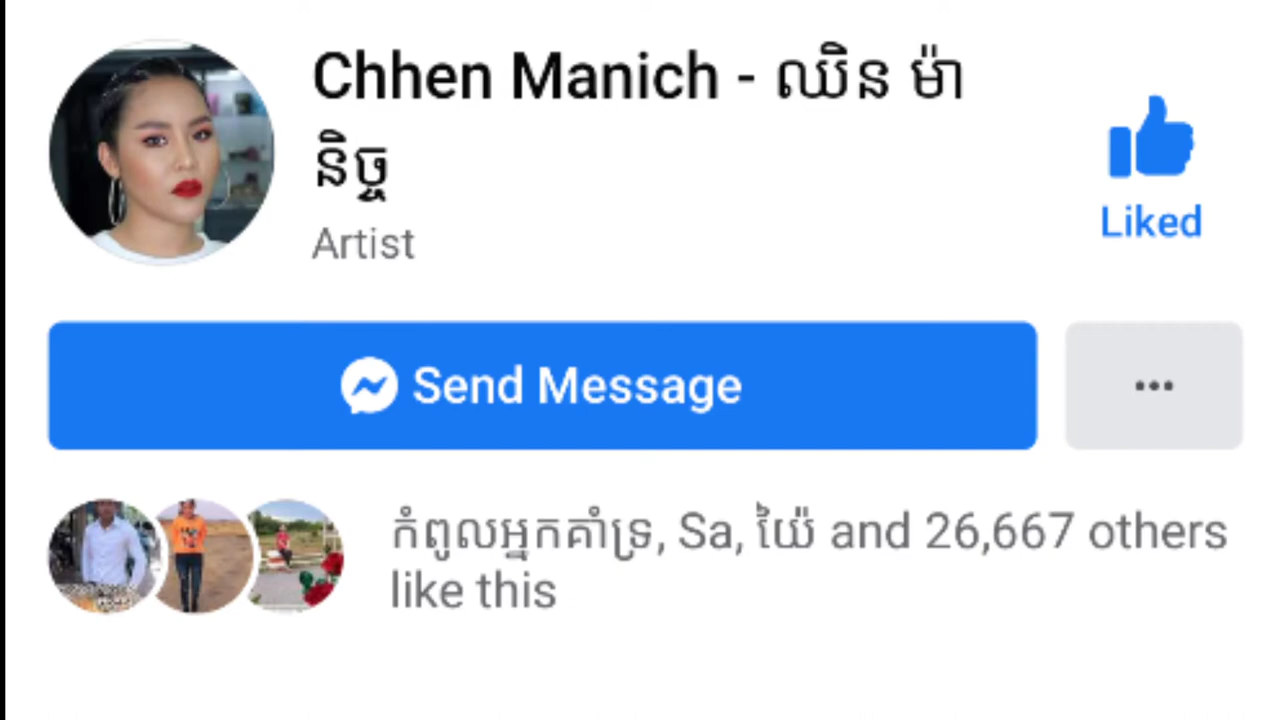 Chhen Manich - ឈិន ម៉ា
និច្ច
Artist
Liked
Send Message
កំពូលអ្នកគាំទ្រ, Sa, យ៉ៃ and 26,667 others
like this